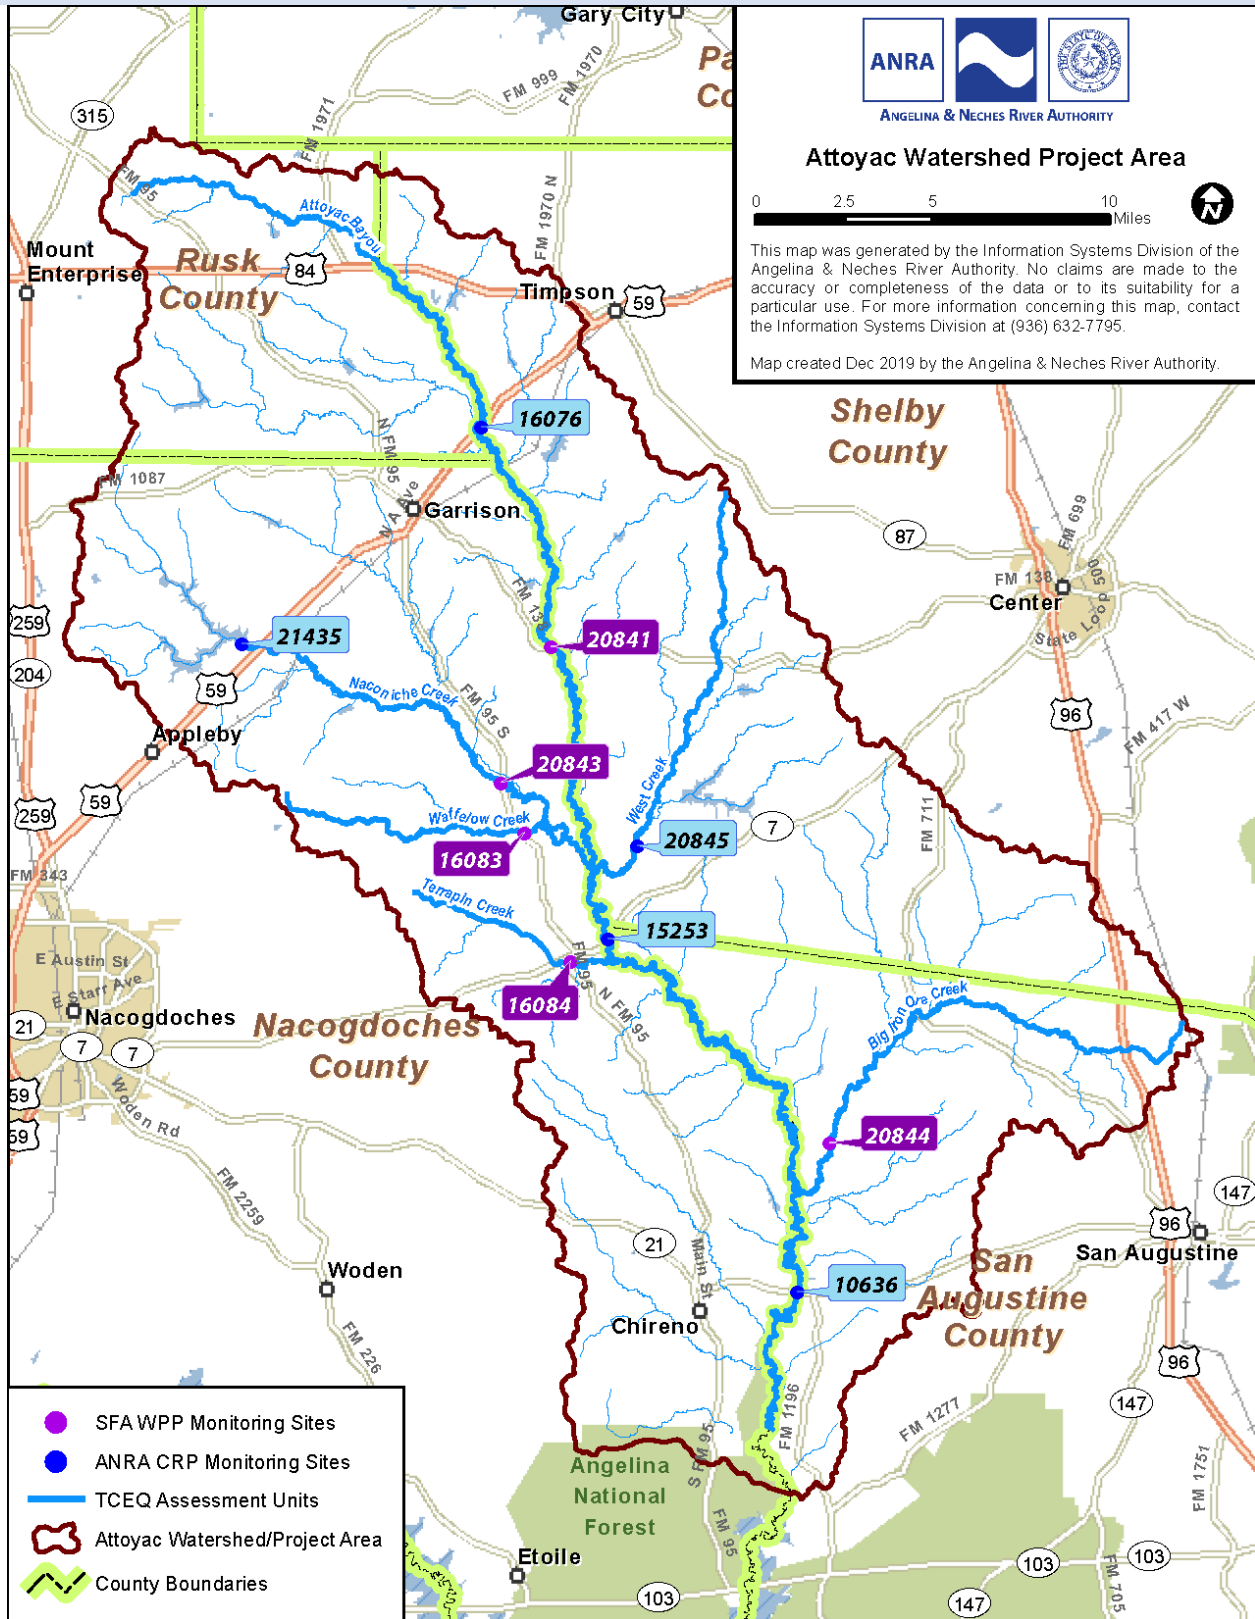 Gary City
ANRA
THE STATE OF TEXAS
ANGELINA & NECHES RIVER AUTHORITY
Attoyac Watershed Project Area
0 2.5 5 10
Miles
N
This map was generated by the Information Systems Division of the
Angelina & Neches River Authority. No claims are made to the
accuracy or completeness of the data or to its suitability for a
particular use. For more information concerning this map, contact
the Information Systems Division at (936) 632-7795.
Map created Dec 2019 by the Angelina & Neches River Authority.
Pa
Co
FM 999
FM 1970
FM 1971
315
FM 95
Attoyac Bayou
FM 1970 N
Mount
Enterprise
Rusk
County
84
Timpson
59
16076
Shelby
County
N FM 95
FM 1087
N A Ave
Garrison
87
FM 699
FM 138
Center
State Loop 500
FM 138
259
204
21435
20841
59
Naconiche Creek
FM 95 S
Appleby
96
FM 417 W
20843
59
259
West Creek
Waffelow Creek
7
FM 711
20845
16083
FM 343
Terrapin Creek
15253
E Austin St
E Starr Ave
FM 95
16084
N FM 95
Big Iron Ore Creek
Nacogdoches
21
7
7
Nacogdoches
County
59
59
Woden Rd
20844
FM 2259
147
21
96
San Augustine
Main St
San
Augustine
County
Woden
10636
Chireno
FM 226
96
FM 1196
FM 1277
147
S FM 95
FM 1751
Angelina
National
Forest
FM 95
Etoile
103
103
103
147
FM 705
SFA WPP Monitoring Sites
ANRA CRP Monitoring Sites
TCEQ Assessment Units
Attoyac Watershed/Project Area
County Boundaries